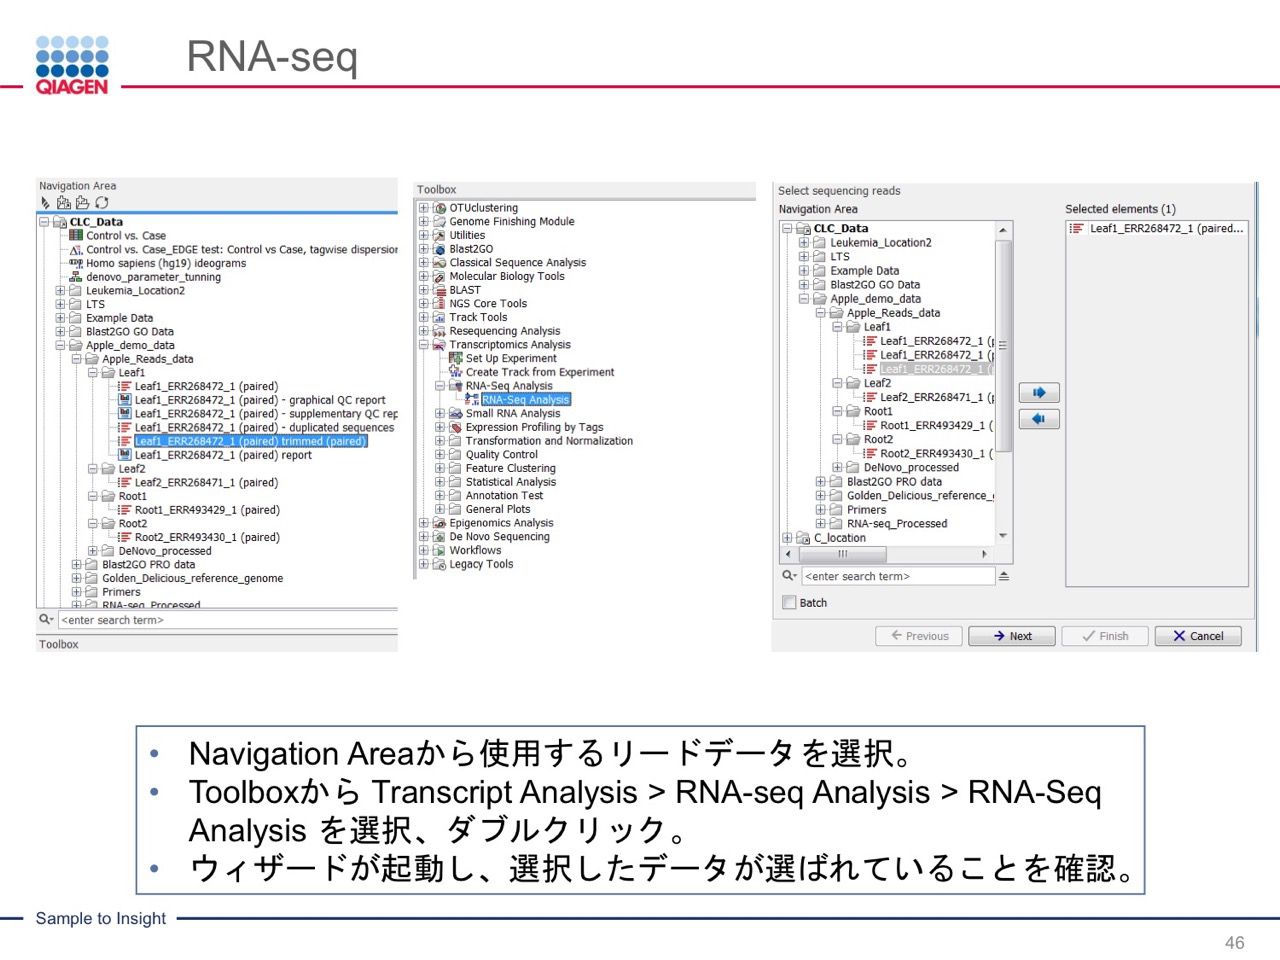 RNA-seq
QIAGEN
Navigation Area
CLC_Data
Control vs. Case
Control vs. Case_EDGE test: Control vs Case, tagwise dispersion
Homo sapiens (hg19) ideograms
denovo_parameter_tunning
Leukemia_Location2
LTS
Example Data
Blast2GO GO Data
Apple_demo_data
Apple_Reads_data
Leaf1
Leaf1_ERR268472_1 (paired)
Leaf1_ERR268472_1 (paired) - graphical QC report
Leaf1_ERR268472_1 (paired) - supplementary QC rep
Leaf1_ERR268472_1 (paired) - duplicated sequences
Leaf1_ERR268472_1 (paired) trimmed (paired)
Leaf1_ERR268472_1 (paired) report
Leaf2
Leaf2_ERR268471_1 (paired)
Root1
Root1_ERR493429_1 (paired)
Root2
Root2_ERR493430_1 (paired)
DeNovo_processed
Blast2GO PRO data
Golden_Delicious_reference_genome
Primers
RNA-seq_Processed
<enter search term>
Toolbox
Toolbox
OTUclustering
Genome Finishing Module
Utilities
Blast2GO
Classical Sequence Analysis
Molecular Biology Tools
BLAST
NGS Core Tools
Track Tools
Resequencing Analysis
Transcriptomics Analysis
Set Up Experiment
Create Track from Experiment
RNA-Seq Analysis
RNA-Seq Analysis
Small RNA Analysis
Expression Profiling by Tags
Transformation and Normalization
Quality Control
Feature Clustering
Statistical Analysis
Annotation Test
General Plots
Epigenomics Analysis
De Novo Sequencing
Workflows
Legacy Tools
Select sequencing reads
Navigation Area
CLC_Data
Leukemia_Location2
LTS
Example Data
Blast2GO GO Data
Apple_demo_data
Apple_Reads_data
Leaf1
Leaf1_ERR268472_1 (p
Leaf1_ERR268472_1 (p
Leaf1_ERR268472_1 (
Leaf2
Leaf2_ERR268471_1 (p
Root1
Root1_ERR493429_1 (
Root2
Root2_ERR493430_1 (
DeNovo_processed
Blast2GO PRO data
Golden_Delicious_reference_
Primers
RNA-seq_Processed
C_location
<enter search term>
Batch
Selected elements (1)
Leaf1_ERR268472_1 (paired...
Previous
Next
Finish
Cancel
• Navigation Areaから使用するリードデータを選択。
• Toolboxから Transcript Analysis > RNA-seq Analysis > RNA-Seq
Analysis を選択、ダブルクリック。
• ウィザードが起動し、選択したデータが選ばれていることを確認。
Sample to Insight
46